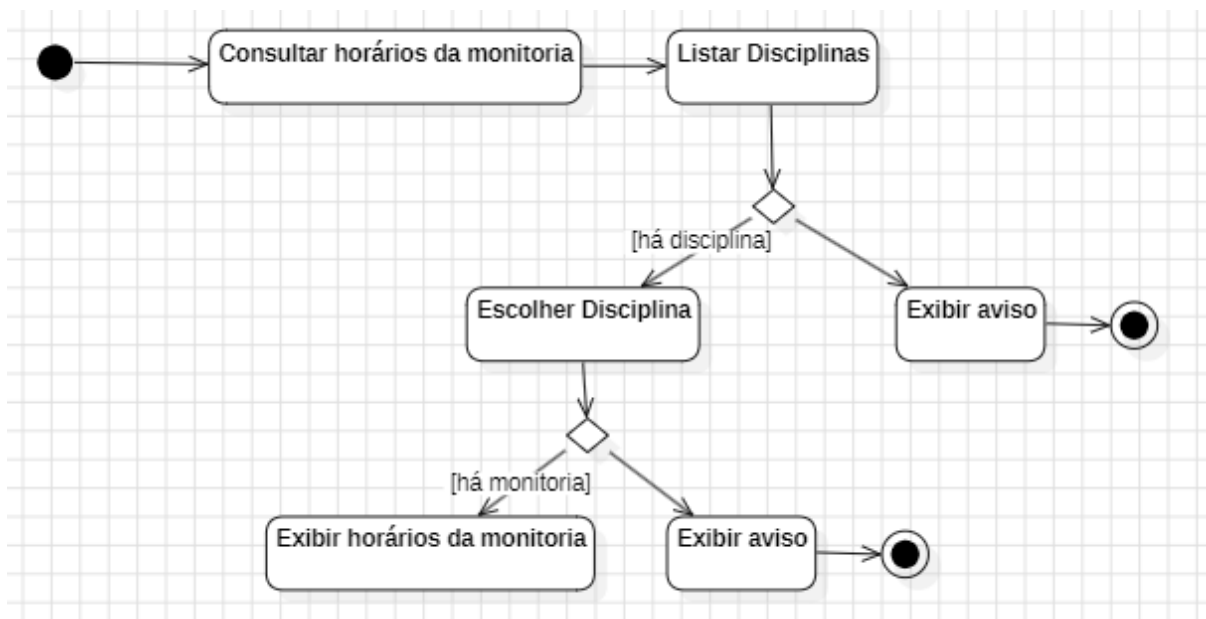 Consultar horários da monitoria
Listar Disciplinas
[há disciplina]
Escolher Disciplina
Exibir aviso
[há monitoria]
Exibir horários da monitoria
Exibir aviso